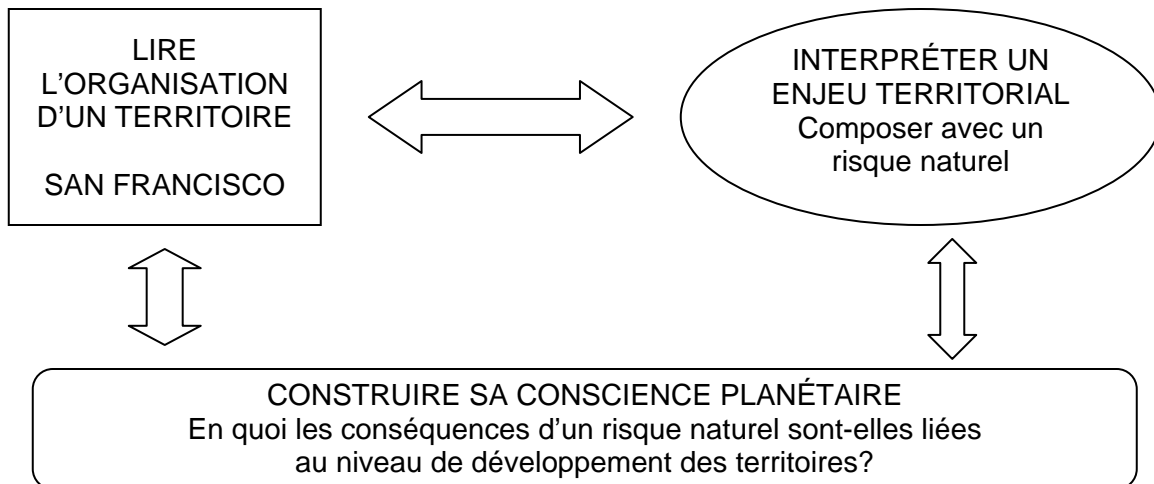 LIRE
L’ORGANISATION
D’UN TERRITOIRE
SAN FRANCISCO
INTERPRÉTER UN
ENJEU TERRITORIAL
Composer avec un
risque naturel
CONSTRUIRE SA CONSCIENCE PLANÉTAIRE
En quoi les conséquences d’un risque naturel sont-elles liées
au niveau de développement des territoires?